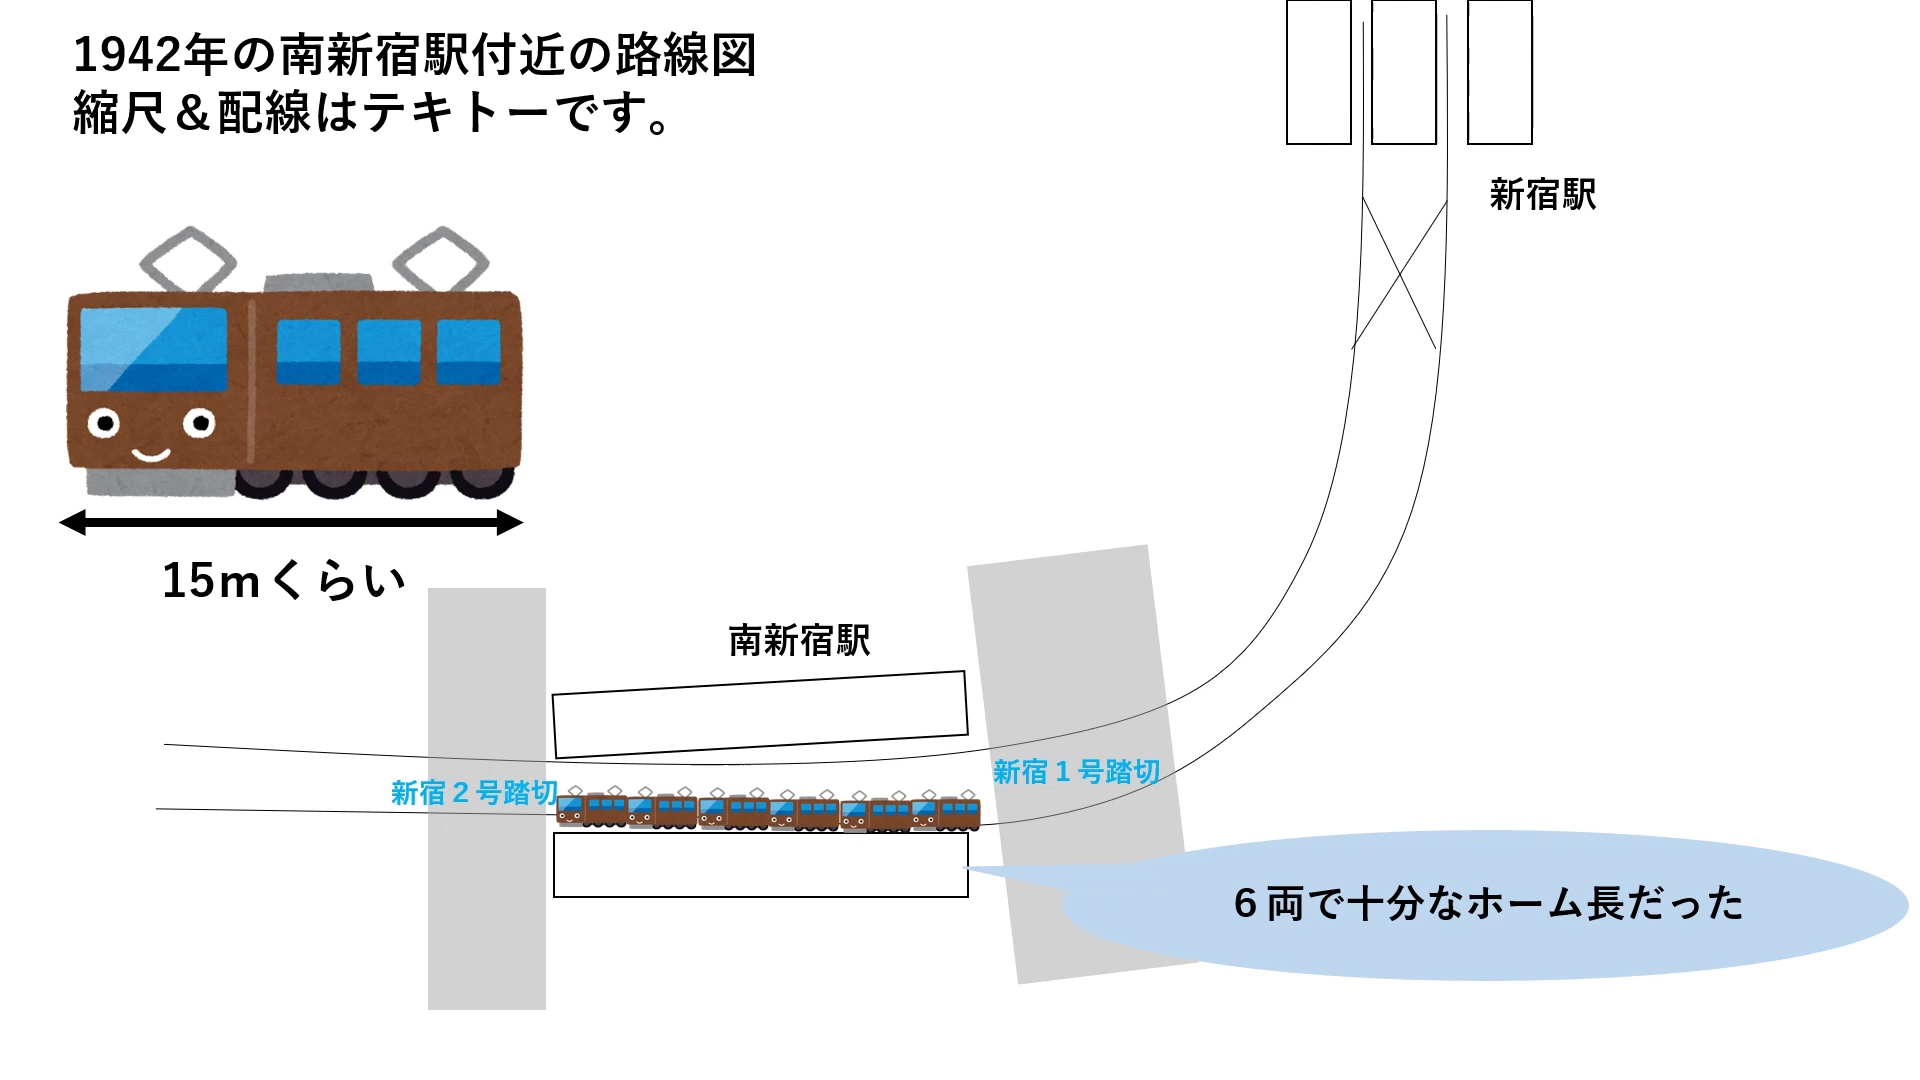 1942年の南新宿駅付近の路線図
縮尺＆配線はテキトーです。
新宿駅
15mくらい
南新宿駅
新宿１号踏切
新宿２号踏切
６両で十分なホーム長だった